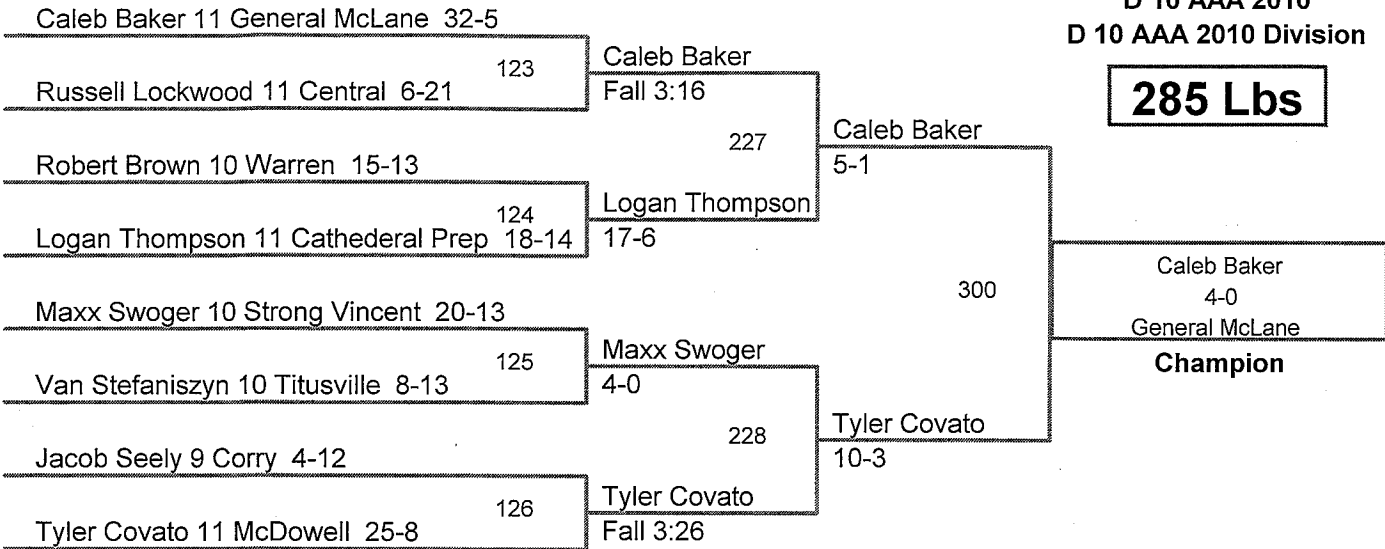 D 10 AAA 2010
D 10 AAA 2010 Division
285 Lbs
Caleb Baker 11 General McLane 32-5
123
Russell Lockwood 11 Central 6-21
Caleb Baker
Fall 3:16
227
Robert Brown 10 Warren 15-13
124
Logan Thompson 11 Cathederal Prep 18-14
Logan Thompson
17-6
Caleb Baker
5-1
300
Maxx Swoger 10 Strong Vincent 20-13
125
Van Stefaniszyn 10 Titusville 8-13
Maxx Swoger
4-0
228
Jacob Seely 9 Corry 4-12
126
Tyler Covato 11 McDowell 25-8
Tyler Covato
Fall 3:26
Tyler Covato
10-3
Caleb Baker
4-0
General McLane
Champion